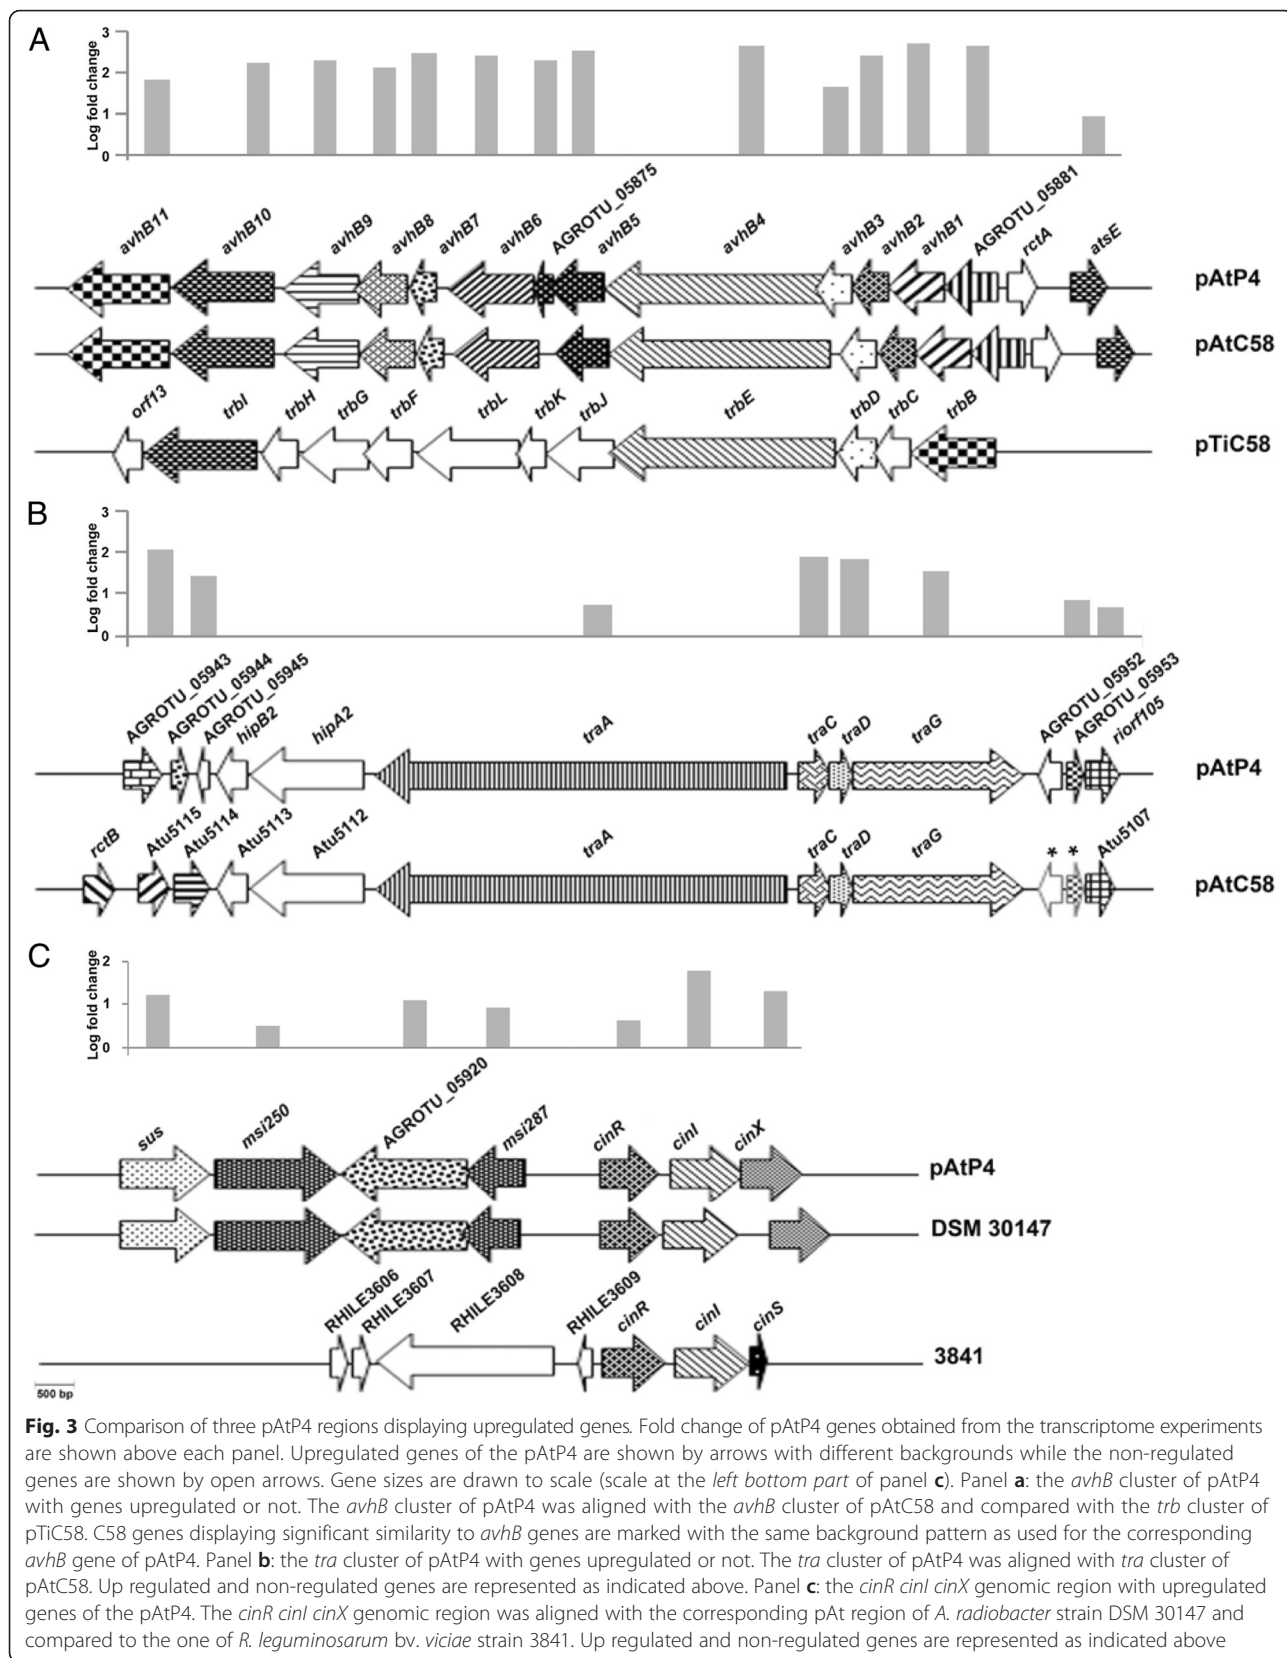 A
3
2
1
0
Log fold change
avhB11 avhB10 avhB9 avhB8 avhB7 avhB6 AGROTU_05875 avhB5 avhB4 avhB3 avhB2 avhB1 AGROTU_05881 rctA atsE
pAtP4
pAtC58
orf13 trbI trbH trbG trbF trbL trbK trbJ trbE trbD trbC trbB
pTiC58
B
3
2
1
0
Log fold change
AGROTU_05943 AGROTU_05944 AGROTU_05945 hipB2 hipA2 traA traC traD traG AGROTU_05952 AGROTU_05953 riorf105
pAtP4
rctB Atu5115 Atu5114 Atu5113 Atu5112 traA traC traD traG * * Atu5107
pAtC58
C
2
1
0
Log fold change
sus msi250 AGROTU_05920 msi287 cinR cinI cinX
pAtP4
DSM 30147
RHILE3606 RHILE3607 RHILE3608 RHILE3609 cinR cinI cinS
3841
500 bp
Fig. 3 Comparison of three pAtP4 regions displaying upregulated genes. Fold change of pAtP4 genes obtained from the transcriptome experiments
are shown above each panel. Upregulated genes of the pAtP4 are shown by arrows with different backgrounds while the non-regulated
genes are shown by open arrows. Gene sizes are drawn to scale (scale at the left bottom part of panel c). Panel a: the avhB cluster of pAtP4
with genes upregulated or not. The avhB cluster of pAtP4 was aligned with the avhB cluster of pAtC58 and compared with the trb cluster of
pTiC58. C58 genes displaying significant similarity to avhB genes are marked with the same background pattern as used for the corresponding
avhB gene of pAtP4. Panel b: the tra cluster of pAtP4 with genes upregulated or not. The tra cluster of pAtP4 was aligned with tra cluster of
pAtC58. Up regulated and non-regulated genes are represented as indicated above. Panel c: the cinR cinI cinX genomic region with upregulated
genes of the pAtP4. The cinR cinI cinX genomic region was aligned with the corresponding pAt region of A. radiobacter strain DSM 30147 and
compared to the one of R. leguminosarum bv. viciae strain 3841. Up regulated and non-regulated genes are represented as indicated above